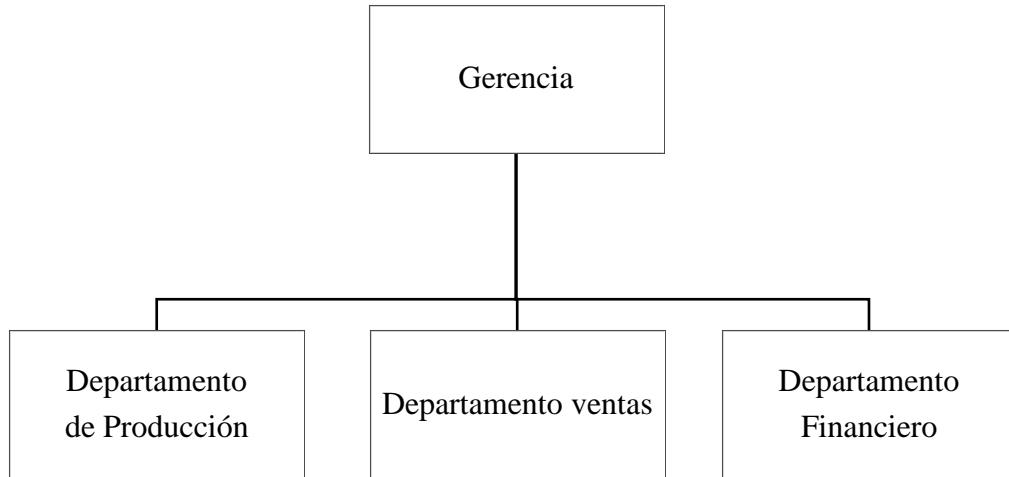 Gerencia
Departamento
de Producción
Departamento ventas
Departamento
Financiero